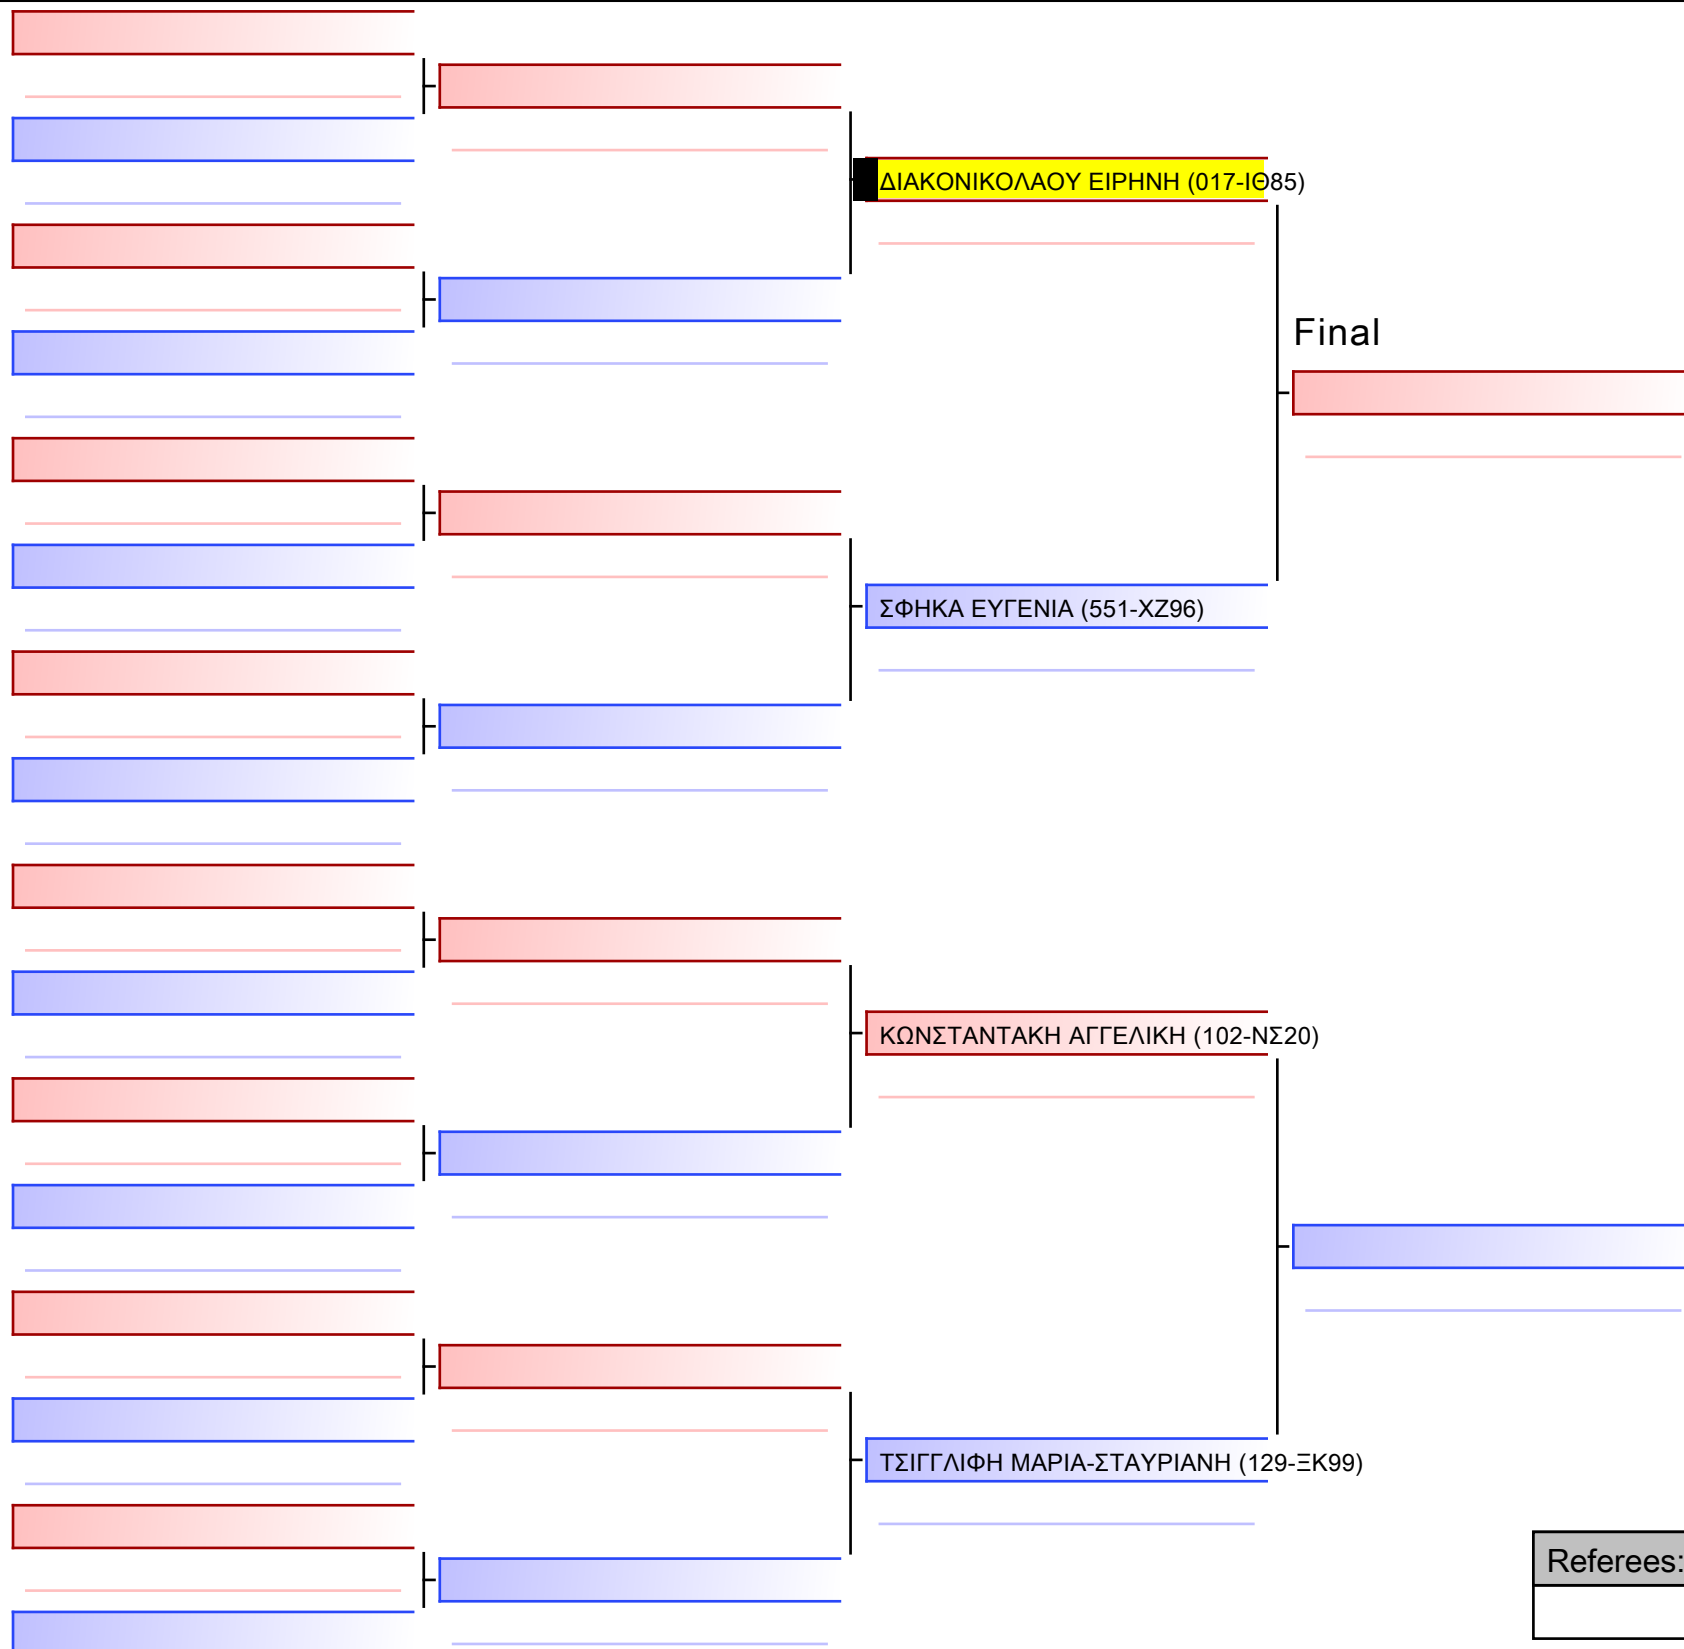 ΔΙΑΚΟΝΙΚΟΛΑΟΥ ΕΙΡΗΝΗ (017-ΙΘ85)
Final
ΣΦΗΚΑ ΕΥΓΕΝΙΑ (551-ΧΖ96)
ΚΩΝΣΤΑΝΤΑΚΗ ΑΓΓΕΛΙΚΗ (102-ΝΣ20)
ΤΣΙΓΓΛΙΦΗ ΜΑΡΙΑ-ΣΤΑΥΡΙΑΝΗ (129-ΞΚ99)
Referees: